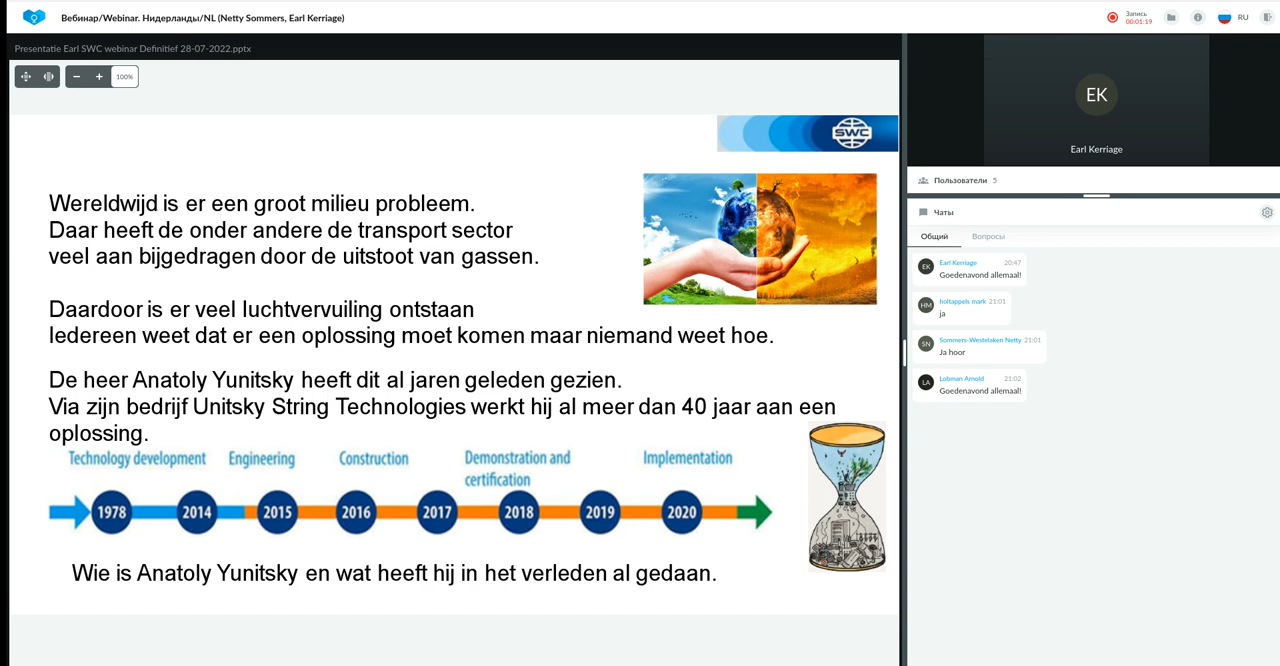 Вебинар/Webinar. Нидерланды/NL (Netty Sommers, Earl Kerriage)
Запись
00:01:19
RU
Presentatie Earl SWC webinar Definitief 28-07-2022.pptx
100%
SWC
Wereldwijd is er een groot milieu probleem.
Daar heeft de onder andere de transport sector
veel aan bijgedragen door de uitstoot van gassen.
Daardoor is er veel luchtvervuiling ontstaan
Iedereen weet dat er een oplossing moet komen maar niemand weet hoe.
De heer Anatoly Yunitsky heeft dit al jaren geleden gezien.
Via zijn bedrijf Unitsky String Technologies werkt hij al meer dan 40 jaar aan een
oplossing.
Technology development Engineering Construction Demonstration and Implementation
certification
1978 2014 2015 2016 2017 2018 2019 2020
Wie is Anatoly Yunitsky en wat heeft hij in het verleden al gedaan.
EK
Earl Kerriage
Пользователи 5
Чаты
Общий Вопросы
EK Earl Kerriage 20:47
Goedenavond allemaal!
HM holtappels mark 21:01
ja
SN Sommers-Westelaken Netty 21:01
Ja hoor
LA Lobman Arnold 21:02
Goedenavond allemaal!